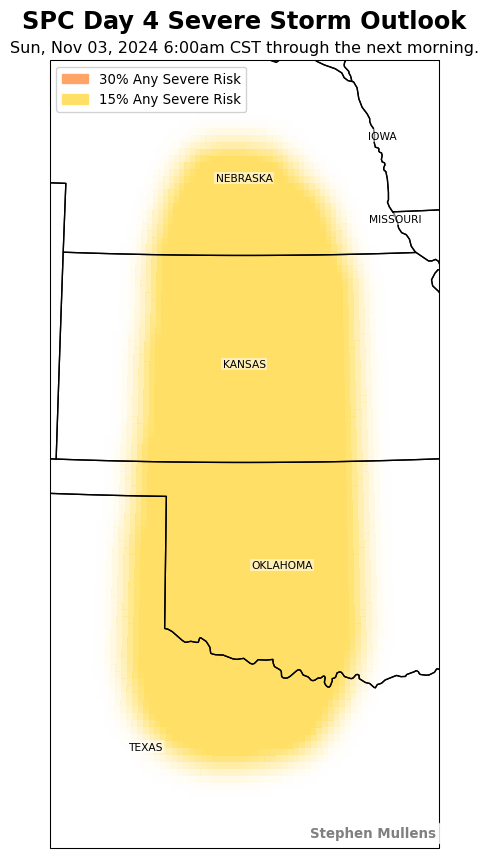 SPC Day 4 Severe Storm Outlook
Sun, Nov 03, 2024 6:00am CST through the next morning.
30% Any Severe Risk
15% Any Severe Risk
IOWA
NEBRASKA
MISSOURI
KANSAS
OKLAHOMA
TEXAS
Stephen Mullens